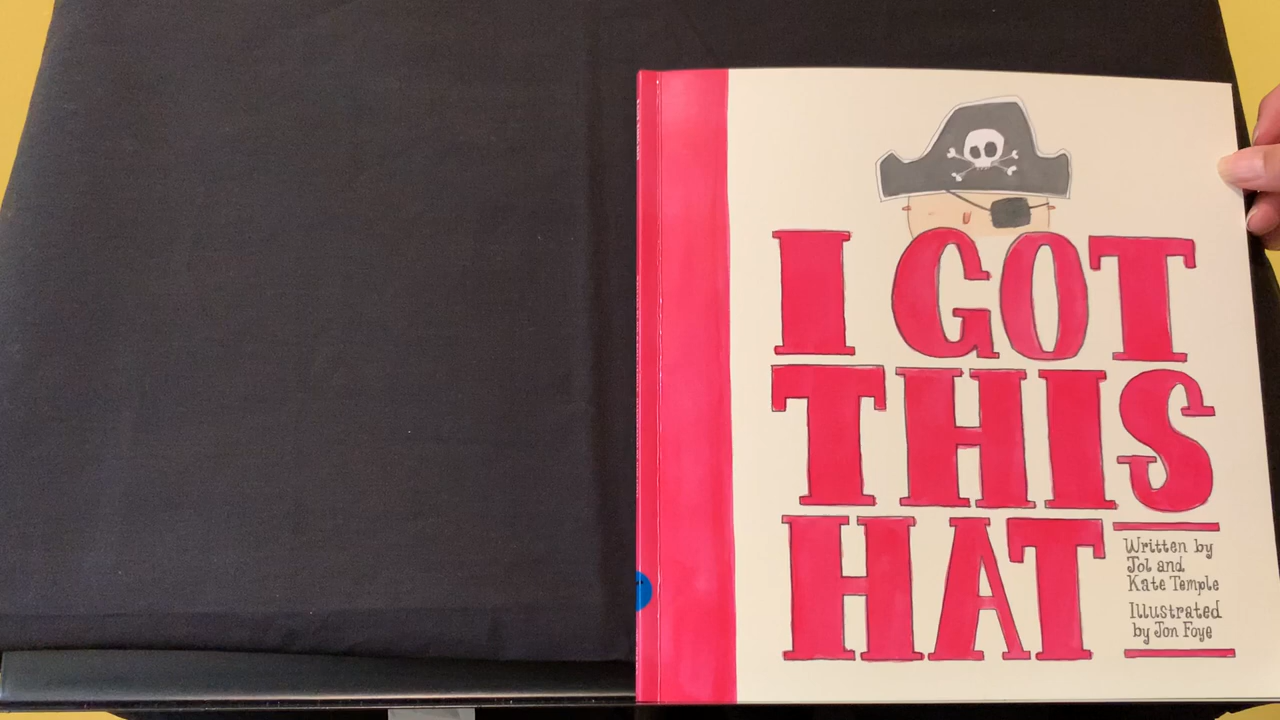 I GOT
THIS
HAT
Written by
Jol and
Kate Temple
Illustrated
by Jon Foye